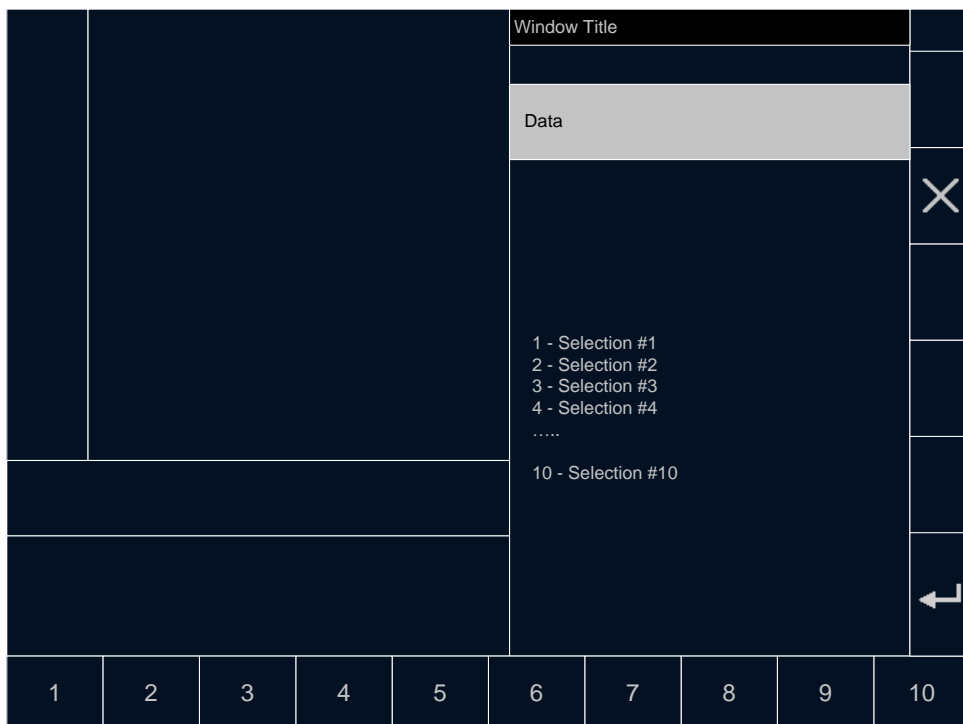 Window Title
Data
1 - Selection #1
2 - Selection #2
3 - Selection #3
4 - Selection #4
…..
10 - Selection #10
1 2 3 4 5 6 7 8 9 10